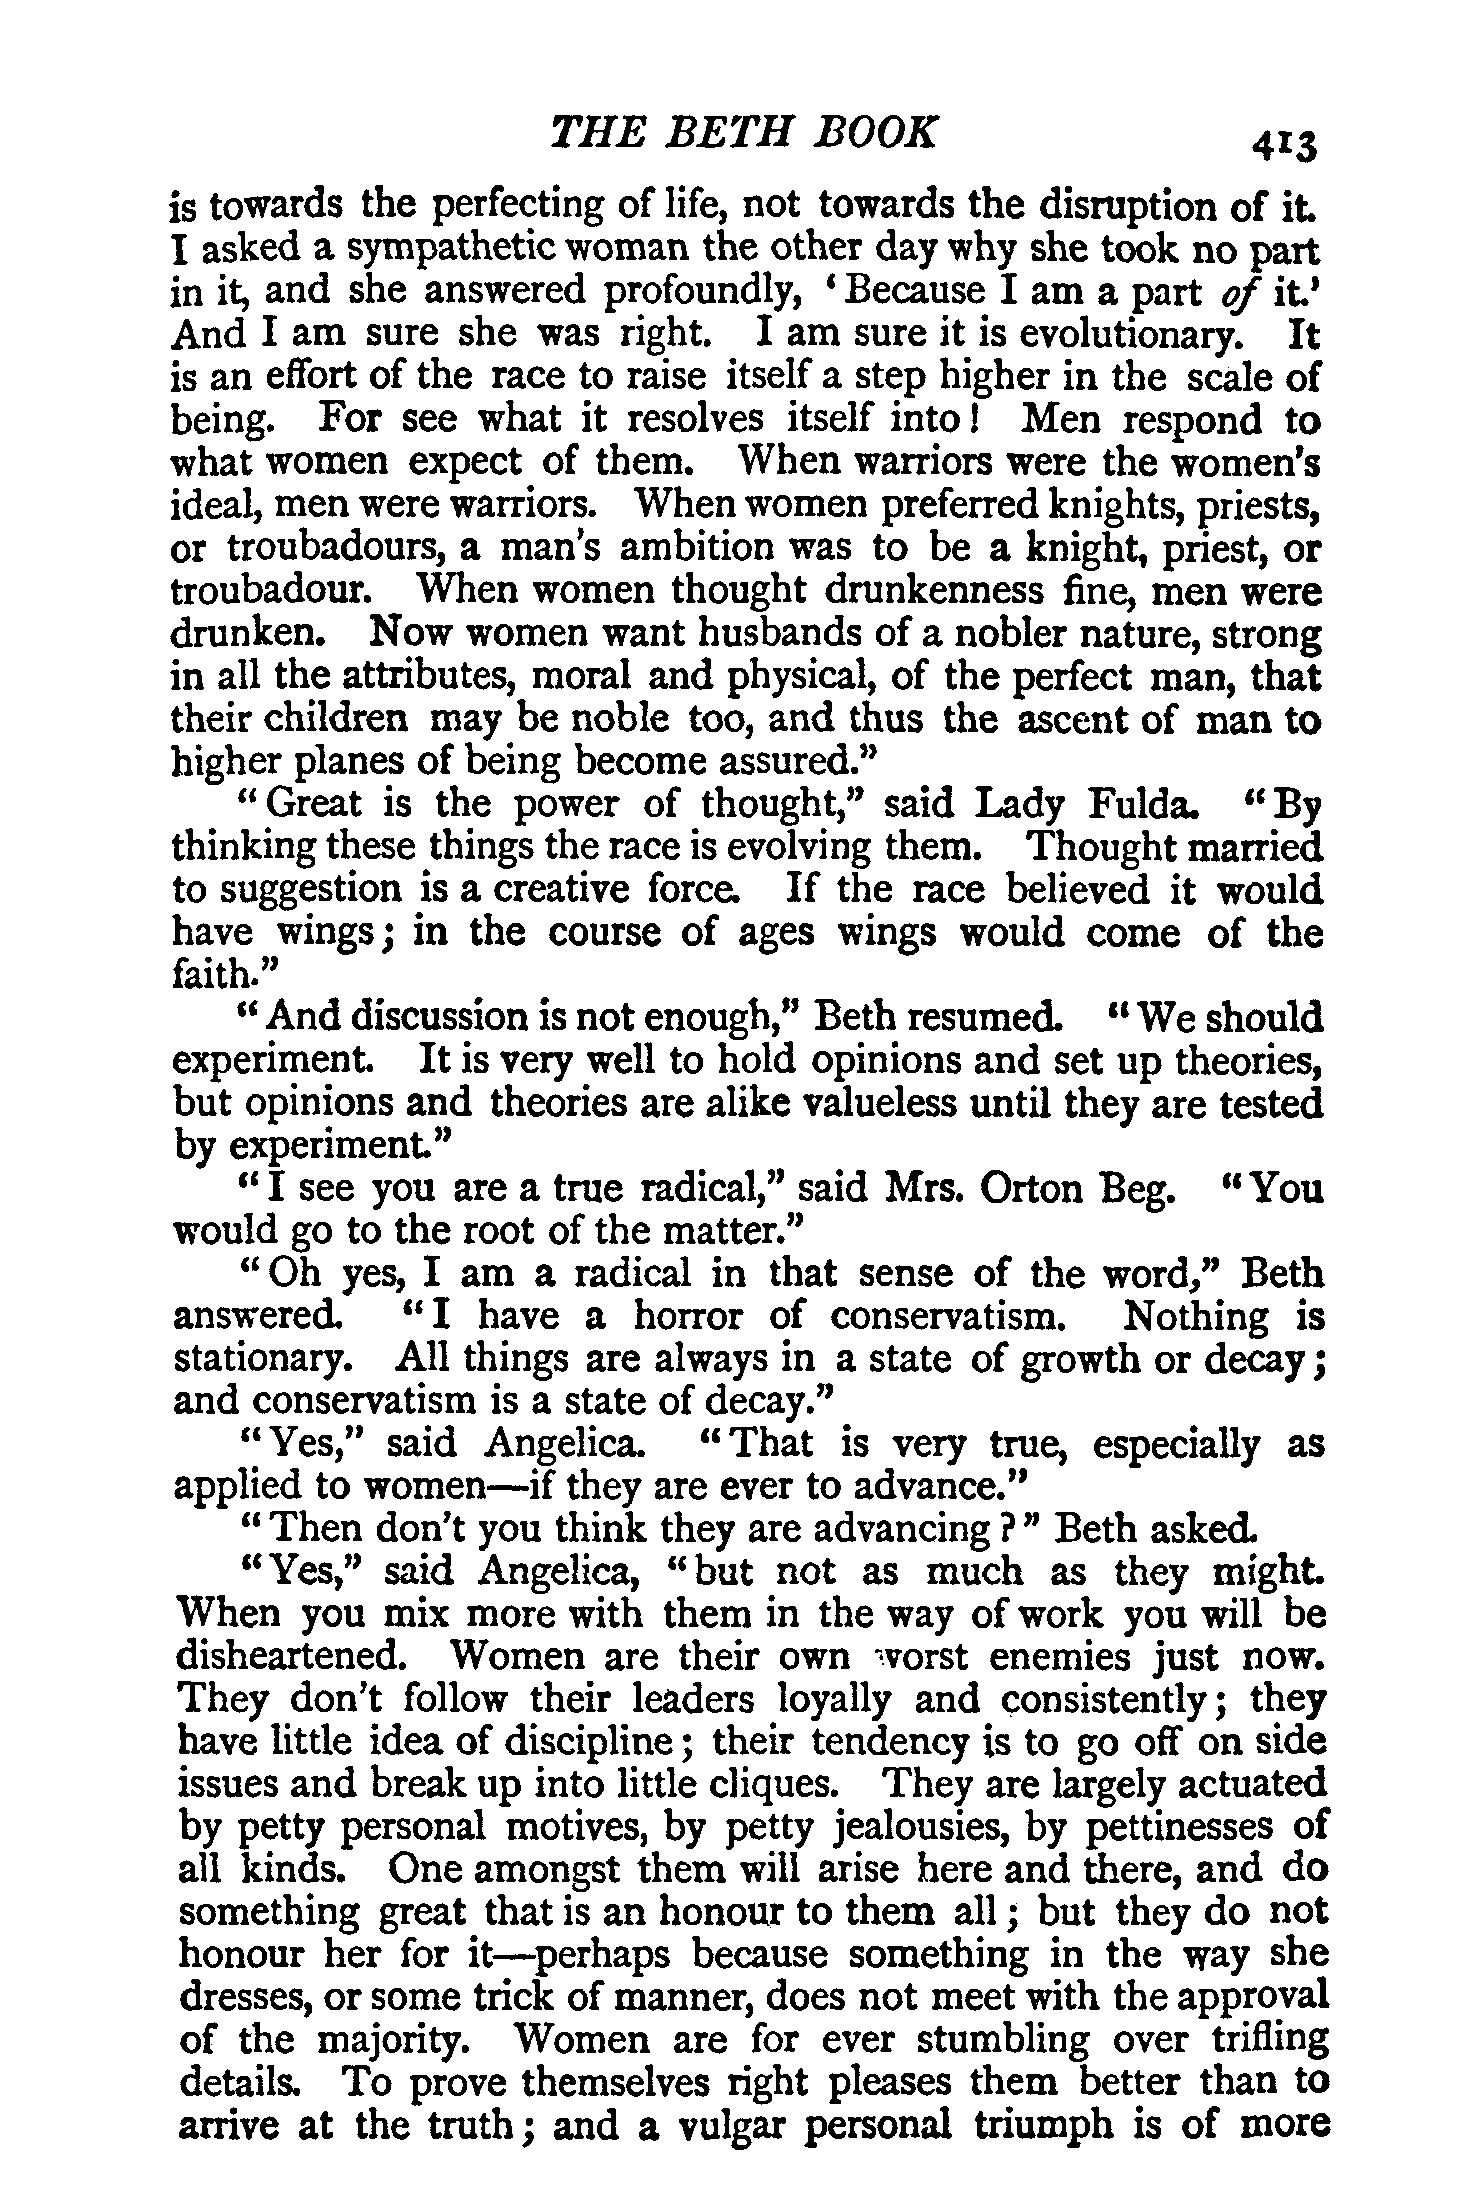 THE BETH BOOK 413
is towards the perfecting of life, not towards the disruption of it.
I asked a sympathetic woman the other day why she took no part
in it, and she answered profoundly, ‘Because I am a part of it.’
And I am sure she was right. I am sure it is evolutionary. It
is an effort of the race to raise itself a step higher in the scale of
being. For see what it resolves itself into! Men respond to
what women expect of them. When warriors were the women's
ideal, men were warriors. When women preferred knights, priests,
or troubadours, a man's ambition was to be a knight, priest, or
troubadour. When women thought drunkenness fine, men were
drunken. Now women want husbands of a nobler nature, strong
in all the attributes, moral and physical, of the perfect man, that
their children may be noble too, and thus the ascent of man to
higher planes of being become assured.”
“Great is the power of thought,” said Lady Fulda. “By
thinking these things the race is evolving them. Thought married
to suggestion is a creative force. If the race believed it would
have wings; in the course of ages wings would come of the
faith.”
“And discussion is not enough,” Beth resumed. “We should
experiment. It is very well to hold opinions and set up theories,
but opinions and theories are alike valueless until they are tested
by experiment.”
“I see you are a true radical,” said Mrs. Orton Beg. “You
would go to the root of the matter.”
“Oh yes, I am a radical in that sense of the word,” Beth
answered. “I have a horror of conservatism. Nothing is
stationary. All things are always in a state of growth or decay;
and conservatism is a state of decay.”
“Yes,” said Angelica. “That is very true, especially as
applied to women—if they are ever to advance.”
“Then don't you think they are advancing?” Beth asked.
“Yes,” said Angelica, “but not as much as they might.
When you mix more with them in the way of work you will be
disheartened. Women are their own worst enemies just now.
They don't follow their leaders loyally and consistently; they
have little idea of discipline; their tendency is to go off on side
issues and break up into little cliques. They are largely actuated
by petty personal motives, by petty jealousies, by pettinesses of
all kinds. One amongst them will arise here and there, and do
something great that is an honour to them all; but they do not
honour her for it—perhaps because something in the way she
dresses, or some trick of manner, does not meet with the approval
of the majority. Women are for ever stumbling over trifling
details. To prove themselves right pleases them better than to
arrive at the truth; and a vulgar personal triumph is of more